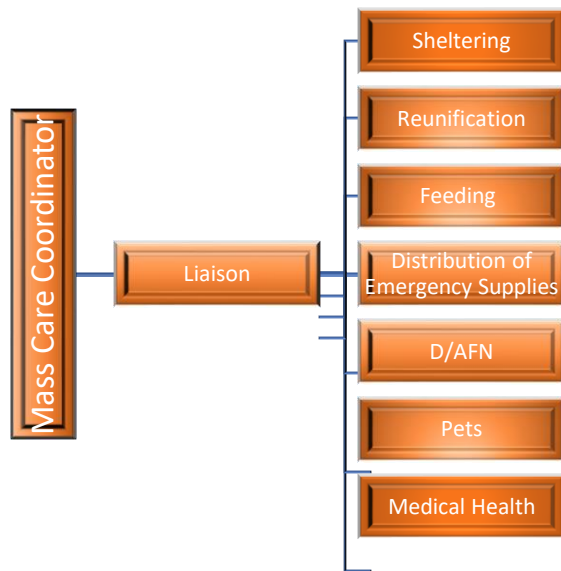 Mass Care Coordinator
Liaison
Sheltering
Reunification
Feeding
Distribution of
Emergency Supplies
D/AFN
Pets
Medical Health